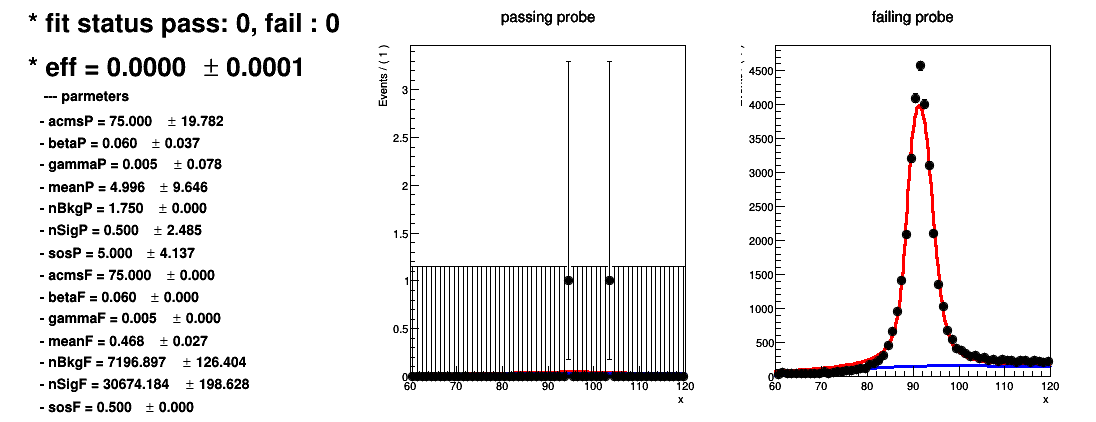 * fit status pass: 0, fail : 0
* eff = 0.0000 ± 0.0001
--- parmeters
- acmsP = 75.000 ± 19.782
- betaP = 0.060 ± 0.037
- gammaP = 0.005 ± 0.078
- meanP = 4.996 ± 9.646
- nBkgP = 1.750 ± 0.000
- nSigP = 0.500 ± 2.485
- sosP = 5.000 ± 4.137
- acmsF = 75.000 ± 0.000
- betaF = 0.060 ± 0.000
- gammaF = 0.005 ± 0.000
- meanF = 0.468 ± 0.027
- nBkgF = 7196.897 ± 126.404
- nSigF = 30674.184 ± 198.628
- sosF = 0.500 ± 0.000
passing probe
Events / ( 1 )
3
2.5
2
1.5
1
0.5
0
60 70 80 90 100 110 120
x
failing probe
4500
4000
3500
3000
2500
2000
1500
1000
500
0
60 70 80 90 100 110 120
x